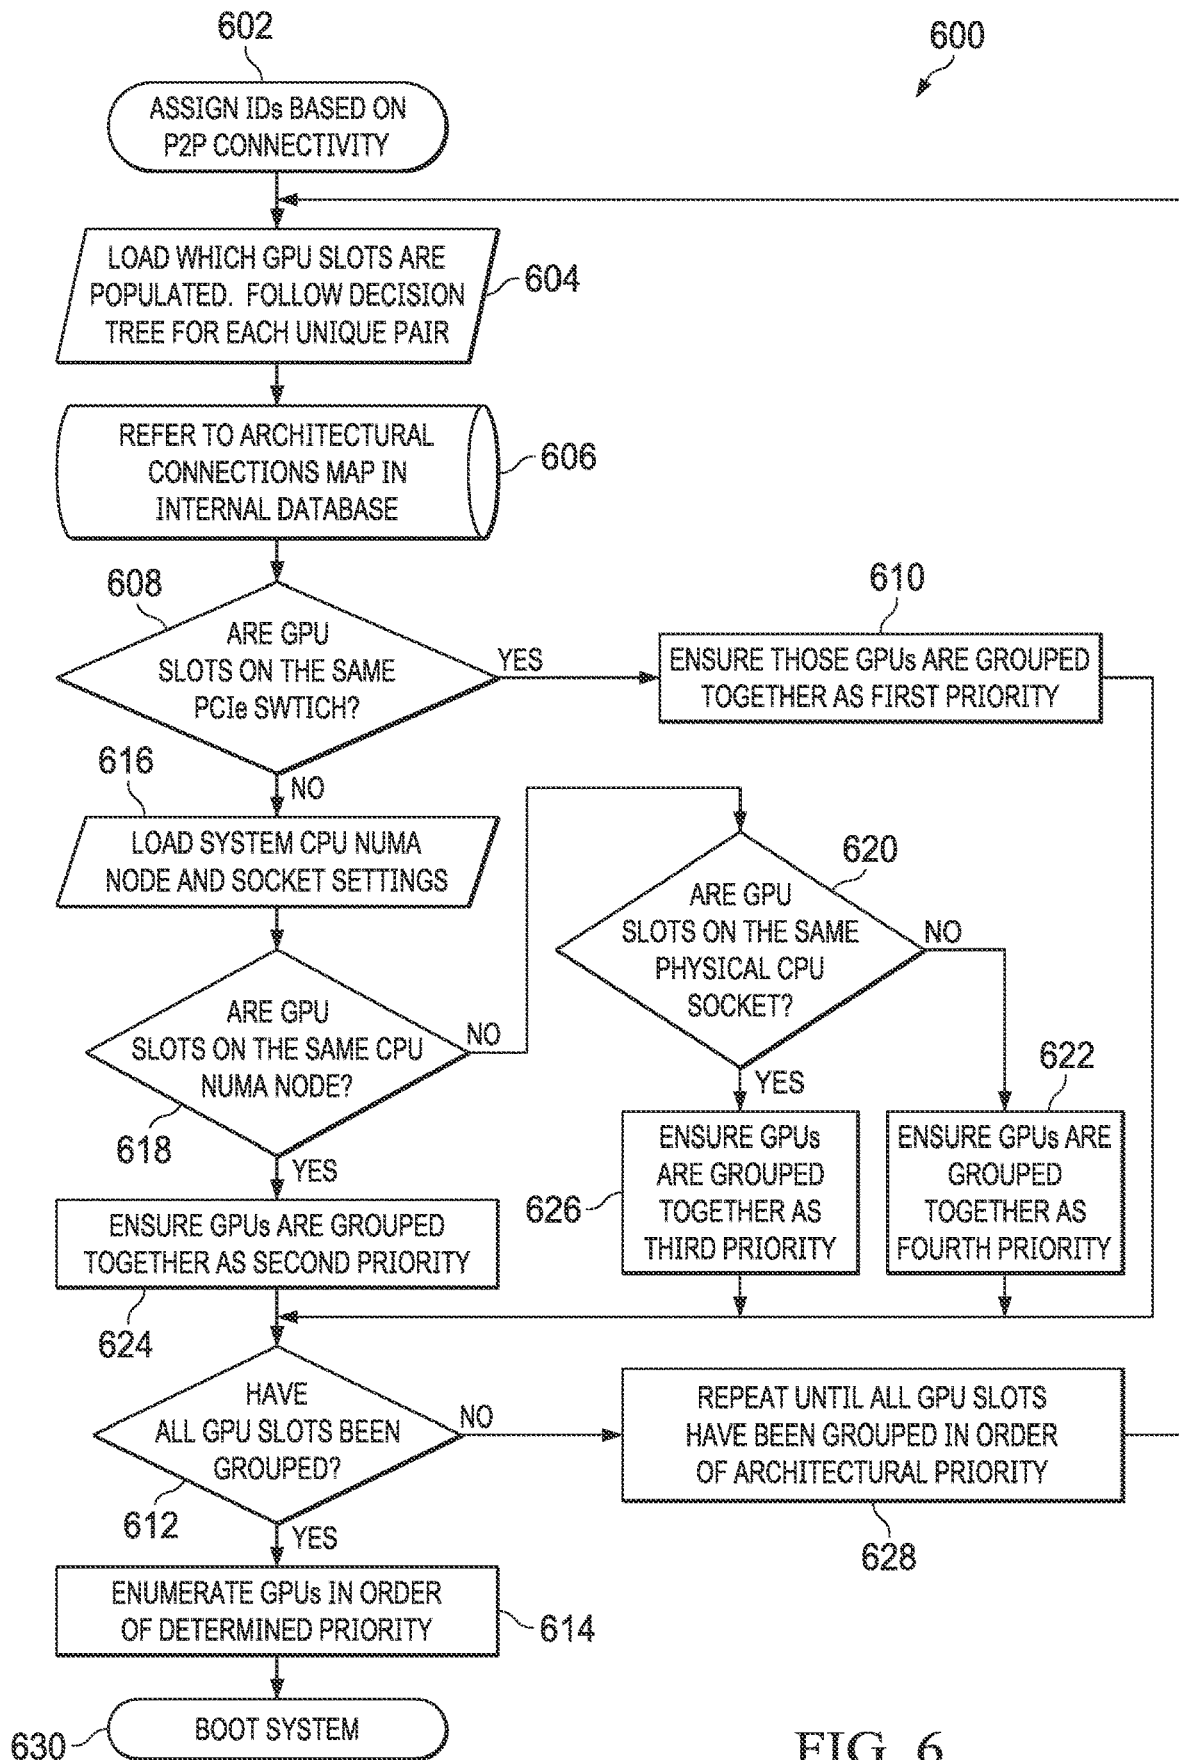 602
600
ASSIGN IDs BASED ON
P2P CONNECTIVITY
LOAD WHICH GPU SLOTS ARE
POPULATED. FOLLOW DECISION
TREE FOR EACH UNIQUE PAIR
604
REFER TO ARCHITECTURAL
CONNECTIONS MAP IN
INTERNAL DATABASE
606
608
ARE GPU
SLOTS ON THE SAME
PCIe SWTICH?
YES
NO
610
ENSURE THOSE GPUs ARE GROUPED
TOGETHER AS FIRST PRIORITY
616
LOAD SYSTEM CPU NUMA
NODE AND SOCKET SETTINGS
620
ARE GPU
SLOTS ON THE SAME
PHYSICAL CPU
SOCKET?
NO
YES
ARE GPU
SLOTS ON THE SAME CPU
NUMA NODE?
NO
618
YES
622
ENSURE GPUs
ARE GROUPED
TOGETHER AS
THIRD PRIORITY
626
ENSURE GPUs ARE
GROUPED
TOGETHER AS
FOURTH PRIORITY
ENSURE GPUs ARE GROUPED
TOGETHER AS SECOND PRIORITY
624
HAVE
ALL GPU SLOTS BEEN
GROUPED?
NO
612
YES
REPEAT UNTIL ALL GPU SLOTS
HAVE BEEN GROUPED IN ORDER
OF ARCHITECTURAL PRIORITY
628
ENUMERATE GPUs IN ORDER
OF DETERMINED PRIORITY
614
BOOT SYSTEM
630
FIG. 6